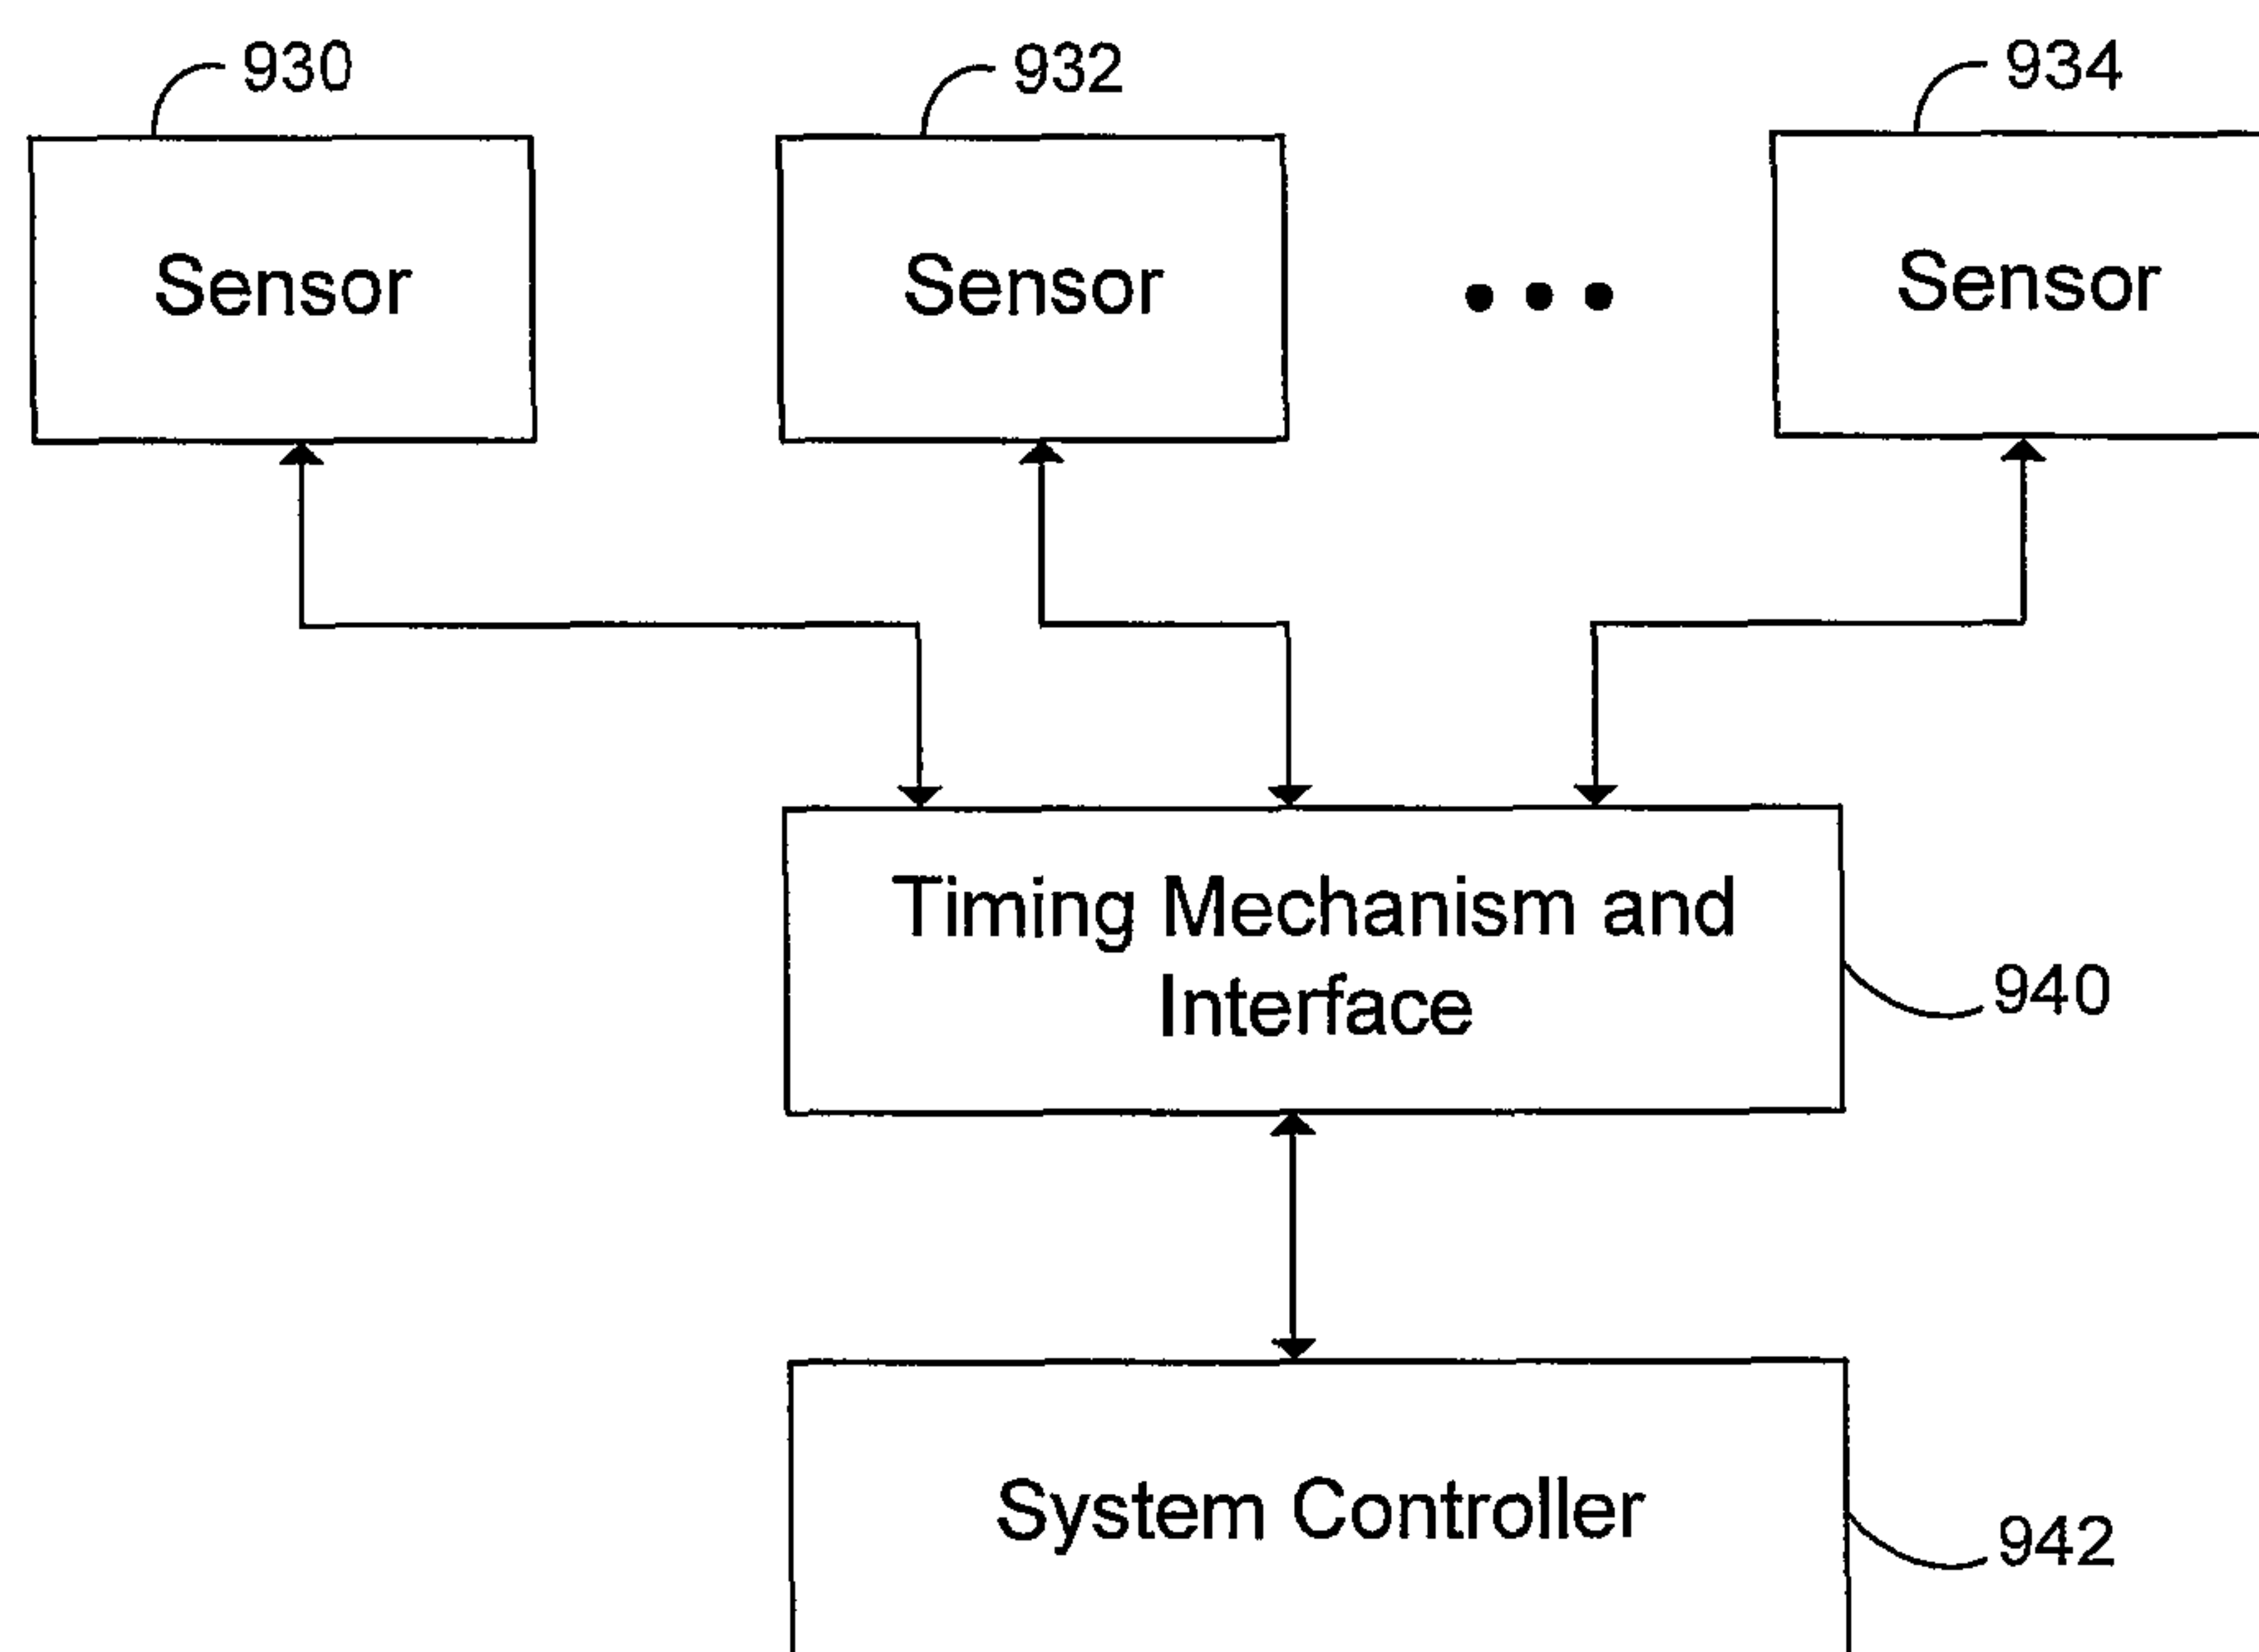 930
932
934
Sensor
Sensor
• • •
Sensor
Timing Mechanism and
Interface
940
System Controller
942